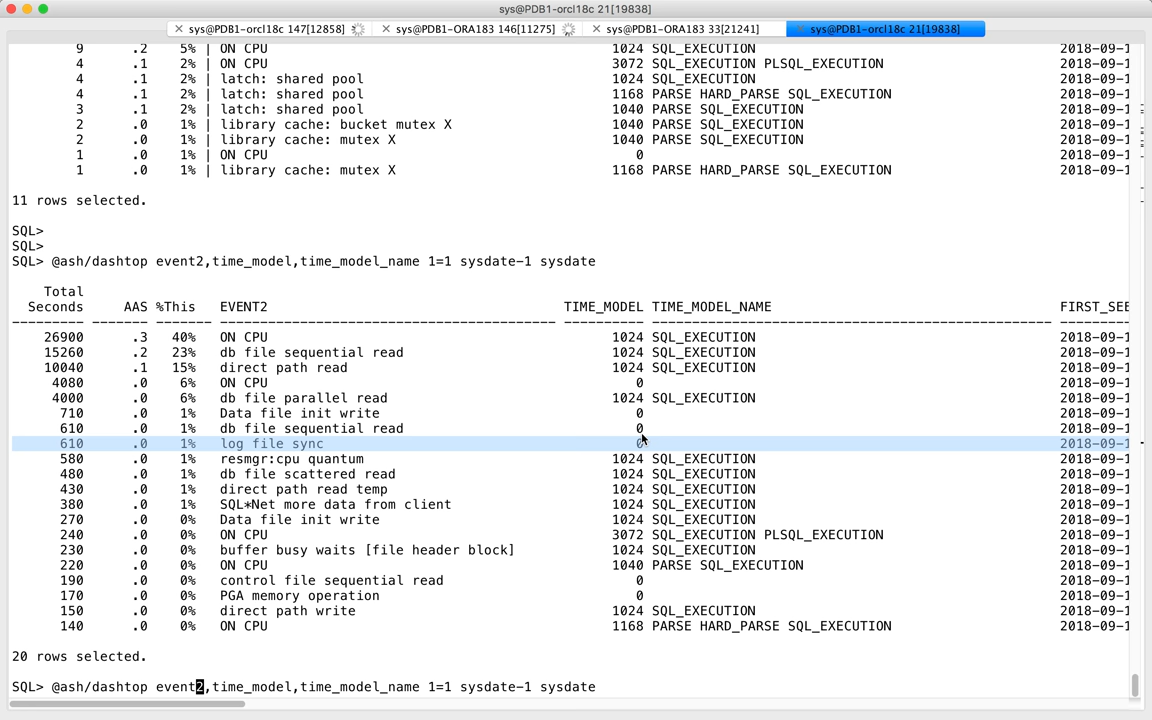 sys@PDB1-orcl18c 21[19838]
sys@PDB1-orcl18c 147[12858] sys@PDB1-ORA183 146[11275] sys@PDB1-ORA183 33[21241] sys@PDB1-orcl18c 21[19838]
9 .2 5% | ON CPU 1024 SQL_EXECUTION 2018-09-1
4 .1 2% | ON CPU 3072 SQL_EXECUTION PLSQL_EXECUTION 2018-09-1
4 .1 2% | latch: shared pool 1024 SQL_EXECUTION 2018-09-1
4 .1 2% | latch: shared pool 1168 PARSE HARD_PARSE SQL_EXECUTION 2018-09-1
3 .1 2% | latch: shared pool 1040 PARSE SQL_EXECUTION 2018-09-1
2 .0 1% | library cache: bucket mutex X 1040 PARSE SQL_EXECUTION 2018-09-1
2 .0 1% | library cache: mutex X 1040 PARSE SQL_EXECUTION 2018-09-1
1 .0 1% | ON CPU 0 2018-09-1
1 .0 1% | library cache: mutex X 1168 PARSE HARD_PARSE SQL_EXECUTION 2018-09-1
11 rows selected.
SQL>
SQL>
SQL> @ash/dashtop event2,time_model,time_model_name 1=1 sysdate-1 sysdate
Total
Seconds AAS %This EVENT2 TIME_MODEL TIME_MODEL_NAME FIRST_SEE
--------- ------- ------- ------------------------------------------ ---------- -------------------------------------------------- ---------
26900 .3 40% ON CPU 1024 SQL_EXECUTION 2018-09-1
15260 .2 23% db file sequential read 1024 SQL_EXECUTION 2018-09-1
10040 .1 15% direct path read 1024 SQL_EXECUTION 2018-09-1
4080 .0 6% ON CPU 0 2018-09-1
4000 .0 6% db file parallel read 1024 SQL_EXECUTION 2018-09-1
710 .0 1% Data file init write 0 2018-09-1
610 .0 1% db file sequential read 0 2018-09-1
610 .0 1% log file sync 0 2018-09-1
580 .0 1% resmgr:cpu quantum 1024 SQL_EXECUTION 2018-09-1
480 .0 1% db file scattered read 1024 SQL_EXECUTION 2018-09-1
430 .0 1% direct path read temp 1024 SQL_EXECUTION 2018-09-1
380 .0 1% SQL*Net more data from client 1024 SQL_EXECUTION 2018-09-1
270 .0 0% Data file init write 1024 SQL_EXECUTION 2018-09-1
240 .0 0% ON CPU 3072 SQL_EXECUTION PLSQL_EXECUTION 2018-09-1
230 .0 0% buffer busy waits [file header block] 1024 SQL_EXECUTION 2018-09-1
220 .0 0% ON CPU 1040 PARSE SQL_EXECUTION 2018-09-1
190 .0 0% control file sequential read 0 2018-09-1
170 .0 0% PGA memory operation 0 2018-09-1
150 .0 0% direct path write 1024 SQL_EXECUTION 2018-09-1
140 .0 0% ON CPU 1168 PARSE HARD_PARSE SQL_EXECUTION 2018-09-1
20 rows selected.
SQL> @ash/dashtop event2,time_model,time_model_name 1=1 sysdate-1 sysdate